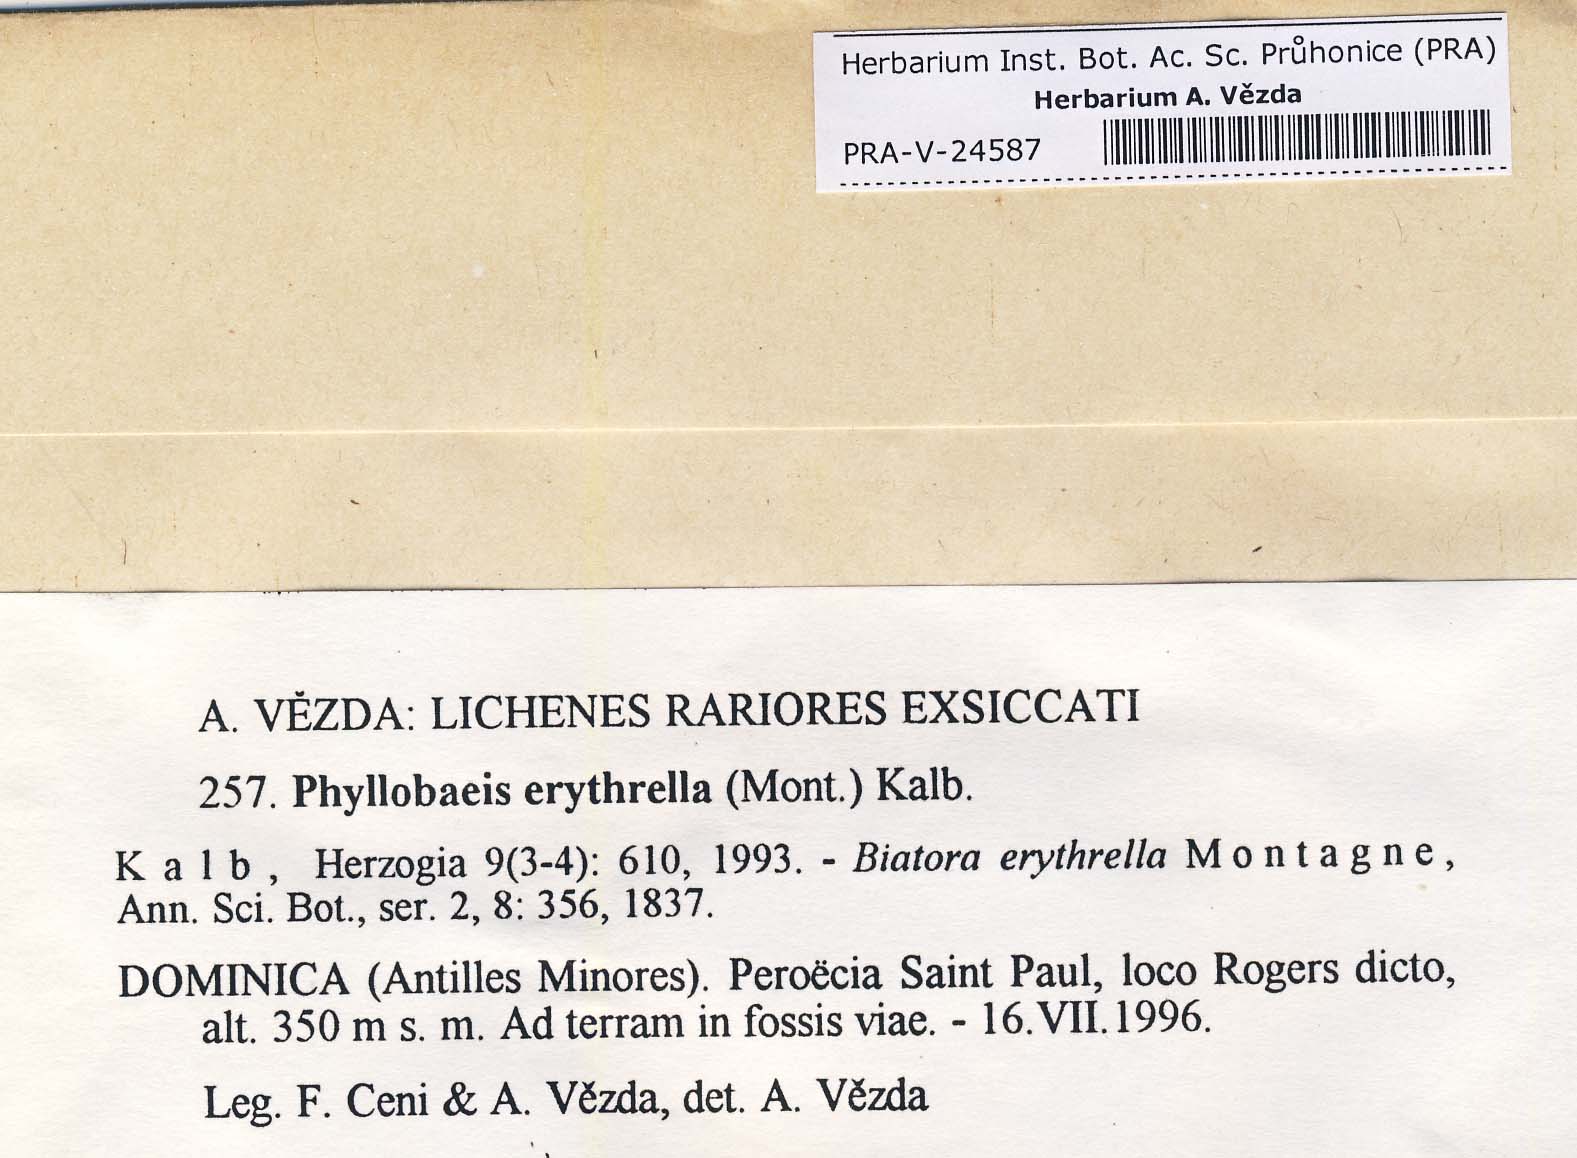 Herbarium Inst. Bot. Ac. Sc. Průhonice (PRA)
Herbarium A. Vězda
PRA-V-24587
A. VĚZDA: LICHENES RARIORES EXSICCATI
257. Phyllobaeis erythrella (Mont.) Kalb.
Kalb, Herzogia 9(3-4): 610, 1993. - Biatora erythrella Montagne,
Ann. Sci. Bot., ser. 2, 8: 356, 1837.
DOMINICA (Antilles Minores). Peroëcia Saint Paul, loco Rogers dicto,
alt. 350 m s. m. Ad terram in fossis viae. - 16.VII.1996.
Leg. F. Ceni & A. Vězda, det. A. Vězda